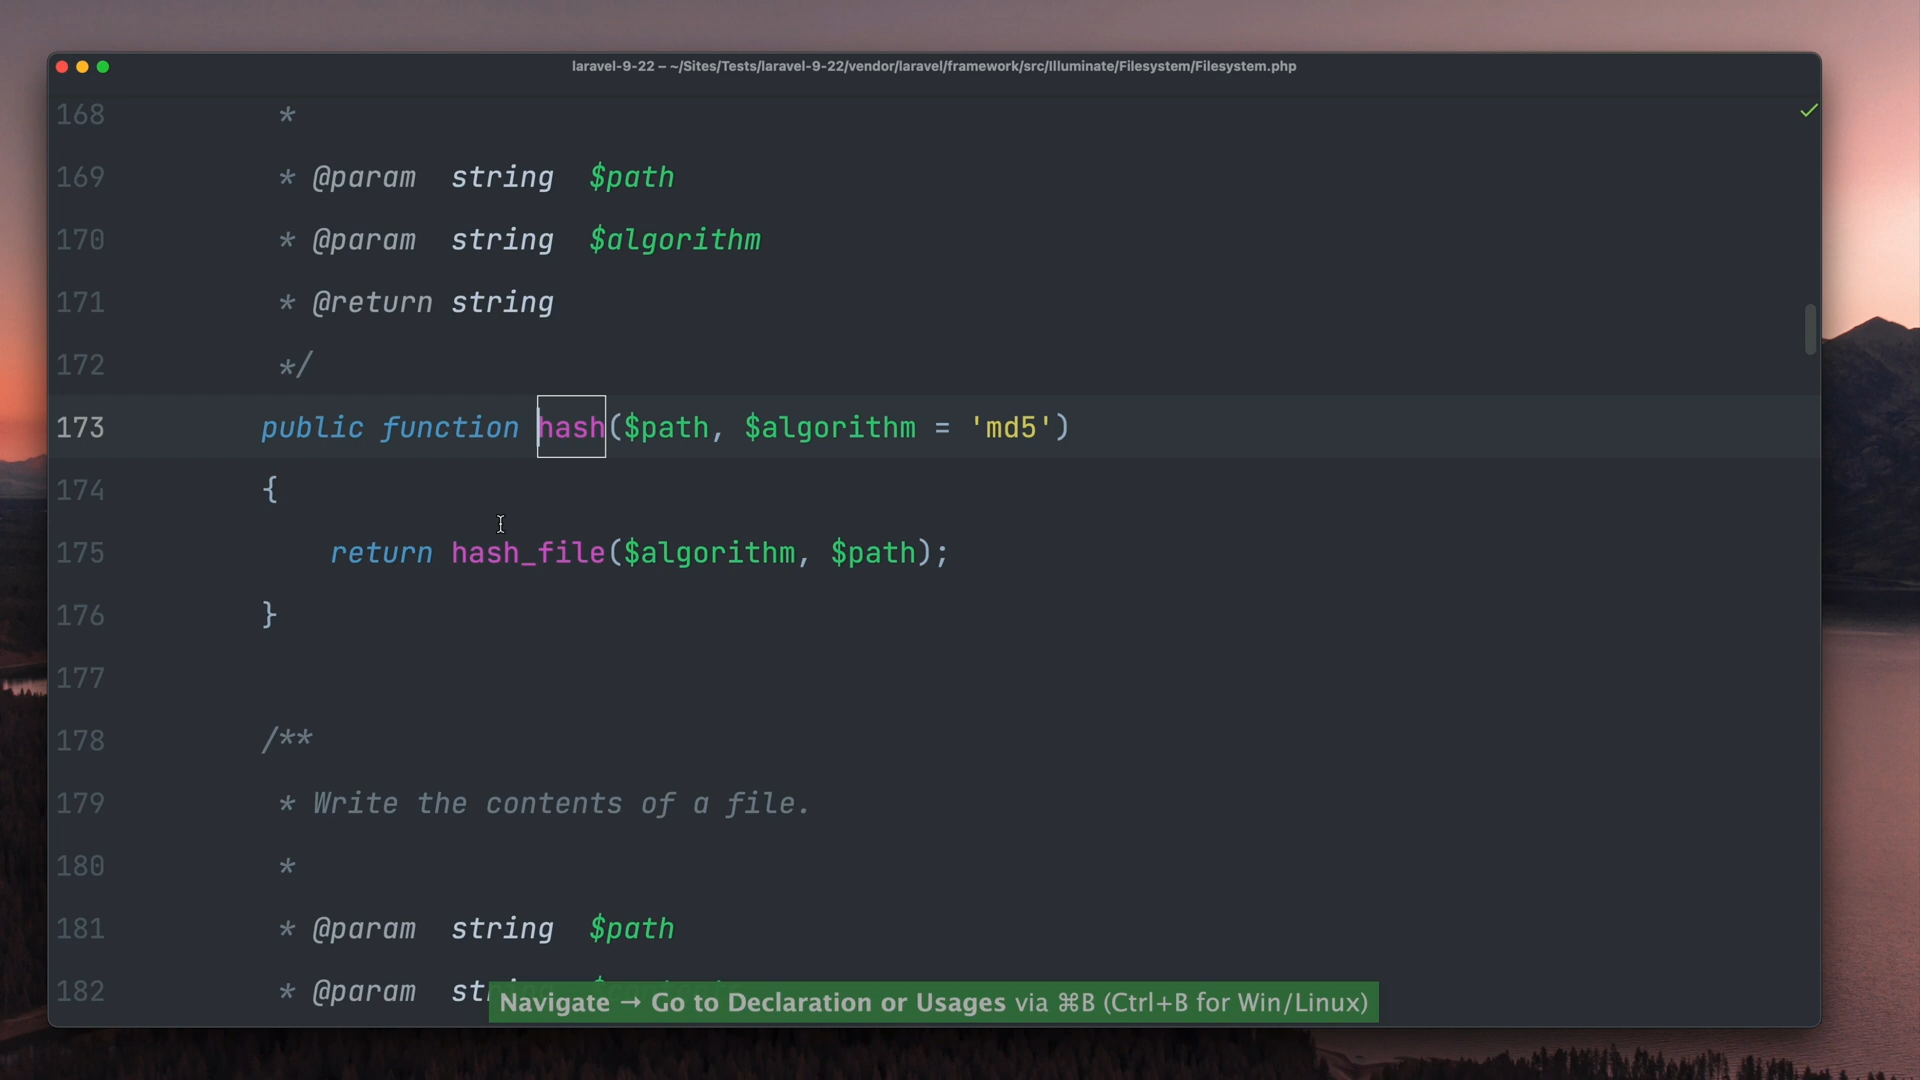 laravel-9-22 – ~/Sites/Tests/laravel-9-22/vendor/laravel/framework/src/Illuminate/Filesystem/Filesystem.php
168 *
169 * @param string $path
170 * @param string $algorithm
171 * @return string
172 */
173 public function hash($path, $algorithm = 'md5')
174 {
175 return hash_file($algorithm, $path);
176 }
177
178 /**
179 * Write the contents of a file.
180 *
181 * @param string $path
182 * @param
Navigate → Go to Declaration or Usages via ⌘B (Ctrl+B for Win/Linux)